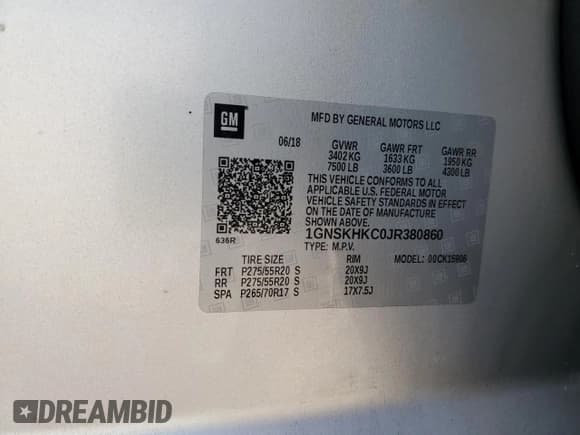 GM
MFD BY GENERAL MOTORS LLC
06/18 GVWR GAWR FRT GAWR RR
3402 KG 1633 KG 1950 KG
7500 LB 3600 LB 4300 LB
THIS VEHICLE CONFORMS TO ALL
APPLICABLE U.S. FEDERAL MOTOR
VEHICLE SAFETY STANDARDS IN EFFECT
ON THE DATE OF MANUFACTURE
SHOWN ABOVE.
1GNSKHKC0JR380860
636R
TYPE: M.P.V. MODEL: 00CK15906
TIRE SIZE RIM
FRT P275/55R20 S 20X9J
RR P275/55R20 S 20X9J
SPA P265/70R17 S 17X7.5J
DREAMBID